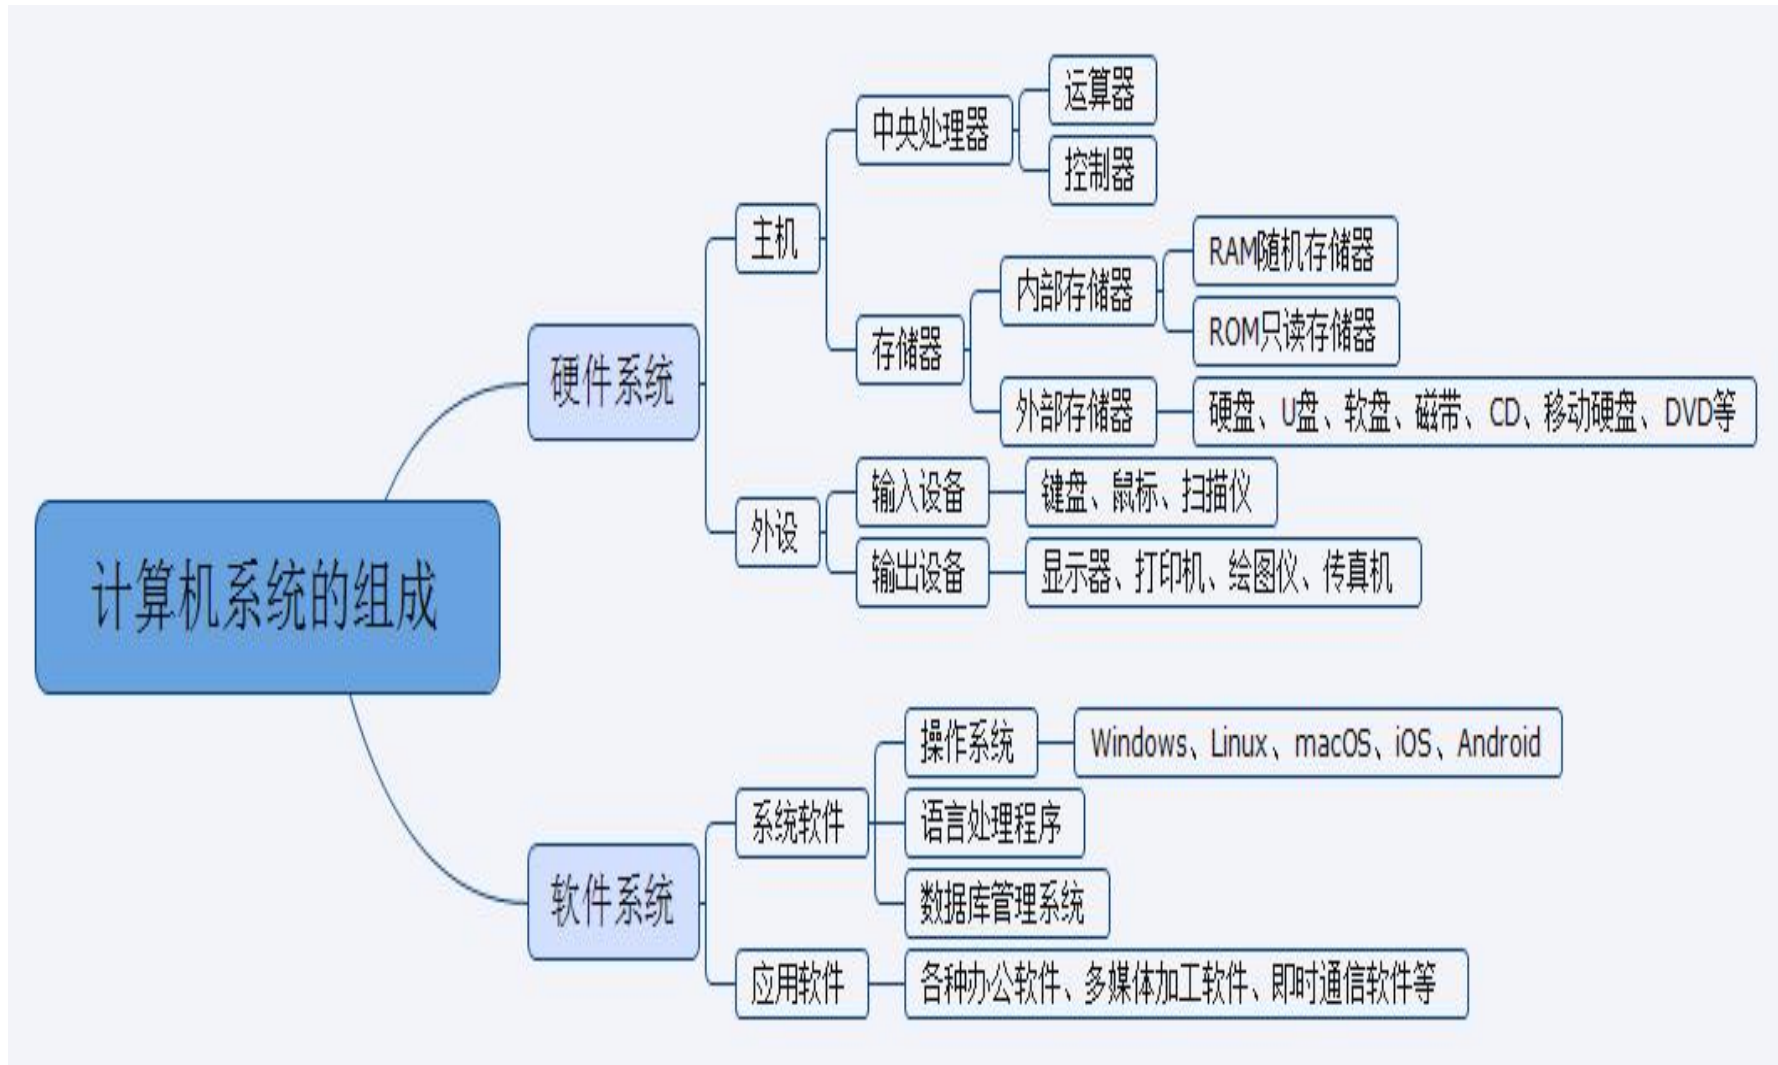 计算机系统的组成
硬件系统
主机
中央处理器
运算器
控制器
存储器
内部存储器
RAM随机存储器
ROM只读存储器
外部存储器
硬盘、U盘、软盘、磁带、CD、移动硬盘、DVD等
外设
输入设备
键盘、鼠标、扫描仪
输出设备
显示器、打印机、绘图仪、传真机
软件系统
系统软件
操作系统
Windows、Linux、macOS、iOS、Android
语言处理程序
数据库管理系统
应用软件
各种办公软件、多媒体加工软件、即时通信软件等